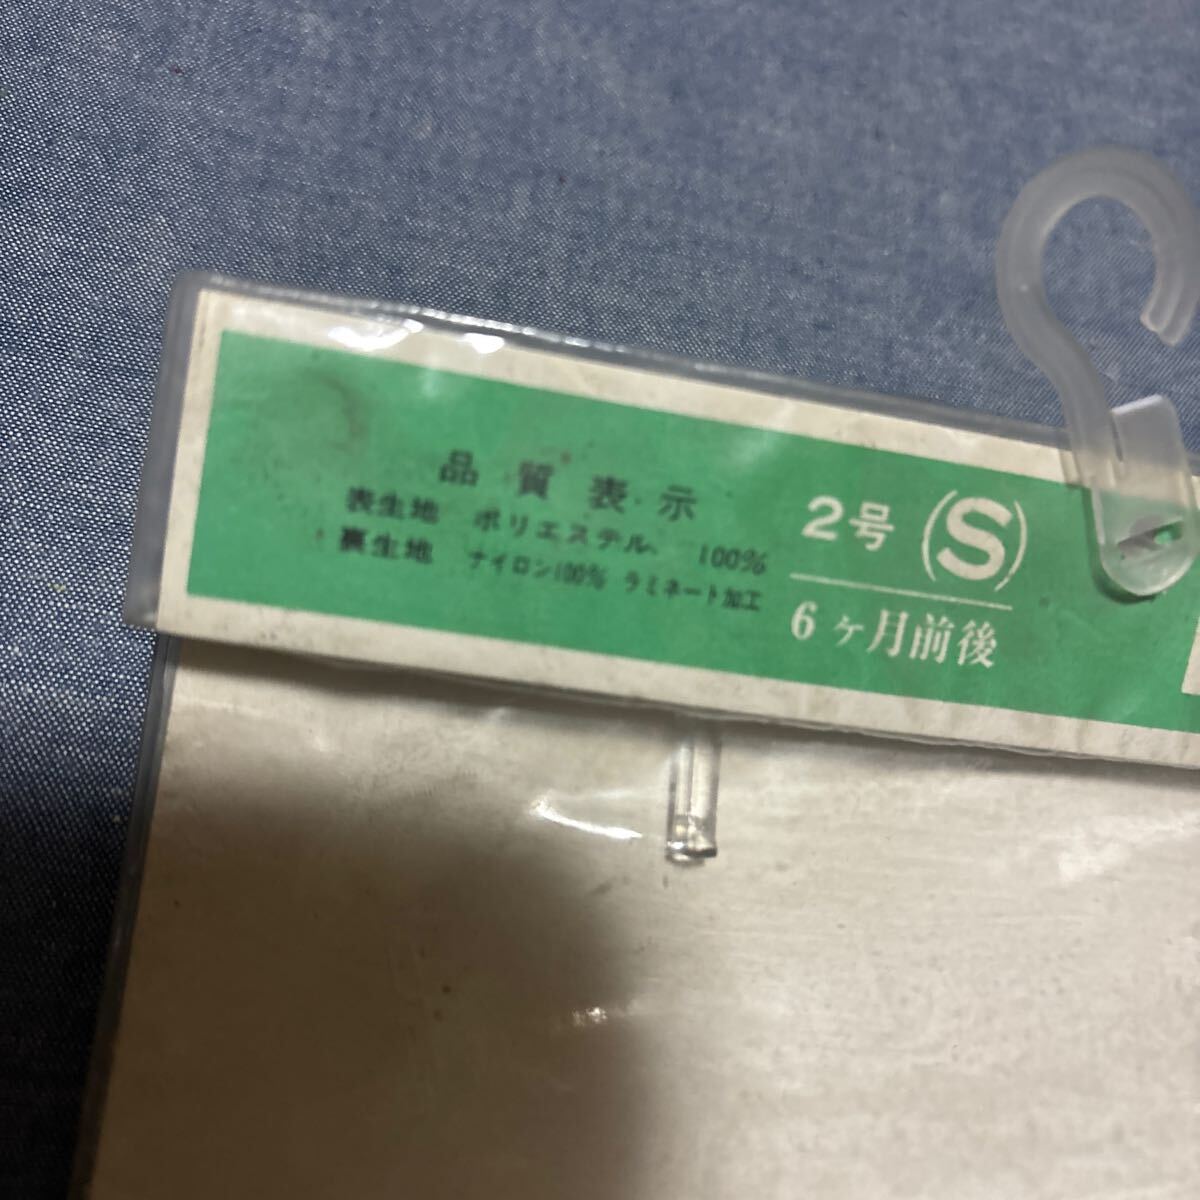 品質表示
表生地 ポリエステル 100%
裏生地 ナイロン100% ラミネート加工
2号 (S)
6ヶ月前後